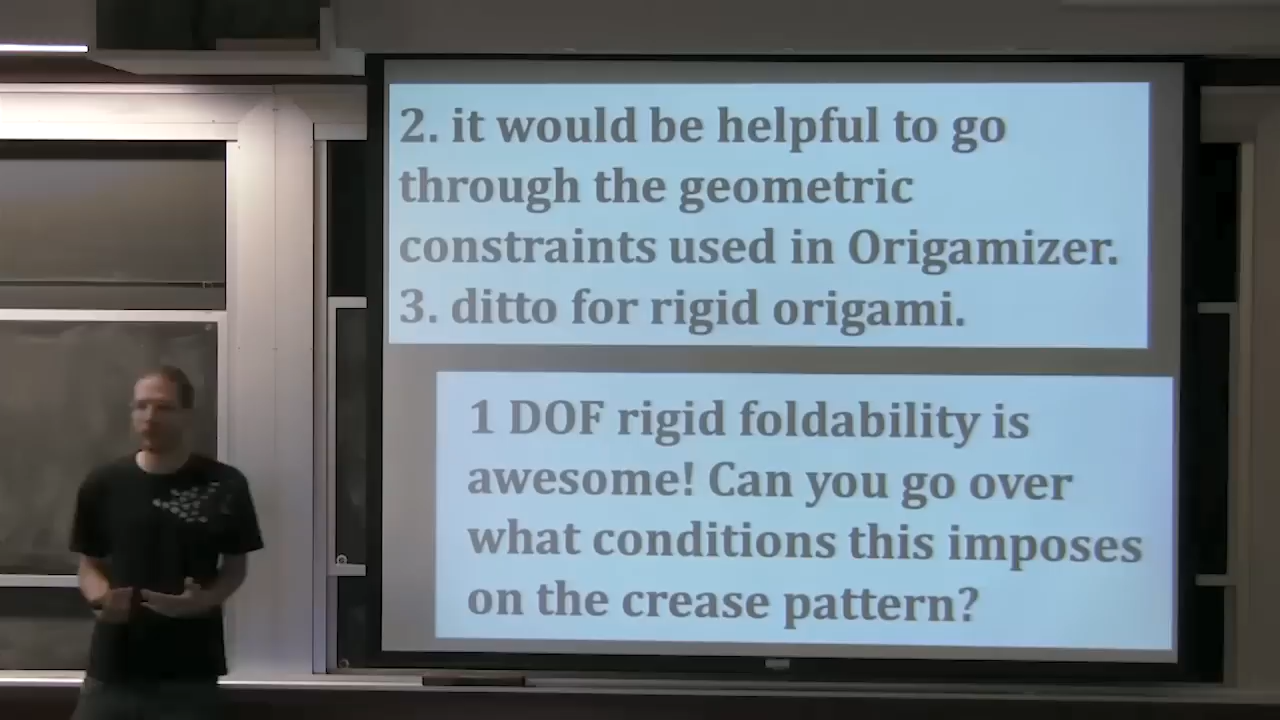 2. it would be helpful to go
through the geometric
constraints used in Origamizer.
3. ditto for rigid origami.
1 DOF rigid foldability is
awesome! Can you go over
what conditions this imposes
on the crease pattern?